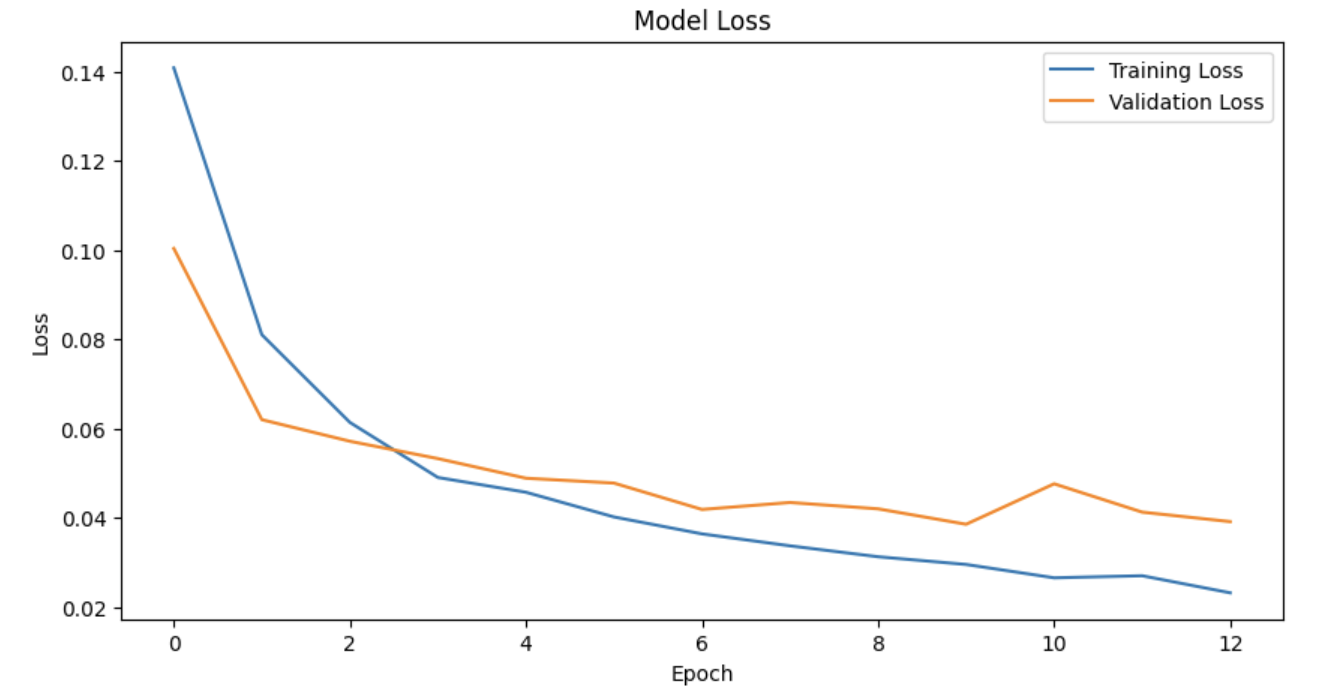 Model Loss
Training Loss
Validation Loss
0.14
0.12
0.10
0.08
0.06
0.04
0.02
Loss
0 2 4 6 8 10 12
Epoch